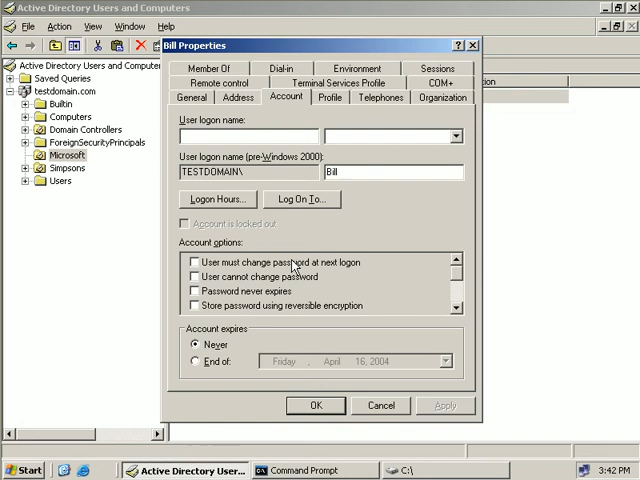 Active Directory Users and Computers
File Action View Window Help
Active Directory Users and Computer
Saved Queries
testdomain.com
Builtin
Computers
Domain Controllers
ForeignSecurityPrincipals
Microsoft
Simpsons
Users
Bill Properties
Member Of Dial-in Environment Sessions
Remote control Terminal Services Profile COM+
General Address Account Profile Telephones Organization
User logon name:
User logon name (pre-Windows 2000):
TESTDOMAIN\ Bill
Logon Hours... Log On To...
Account is locked out
Account options:
User must change password at next logon
User cannot change password
Password never expires
Store password using reversible encryption
Account expires
Never
End of: Friday , April 16, 2004
OK Cancel Apply
Start Active Directory User... Command Prompt C:\ 3:42 PM